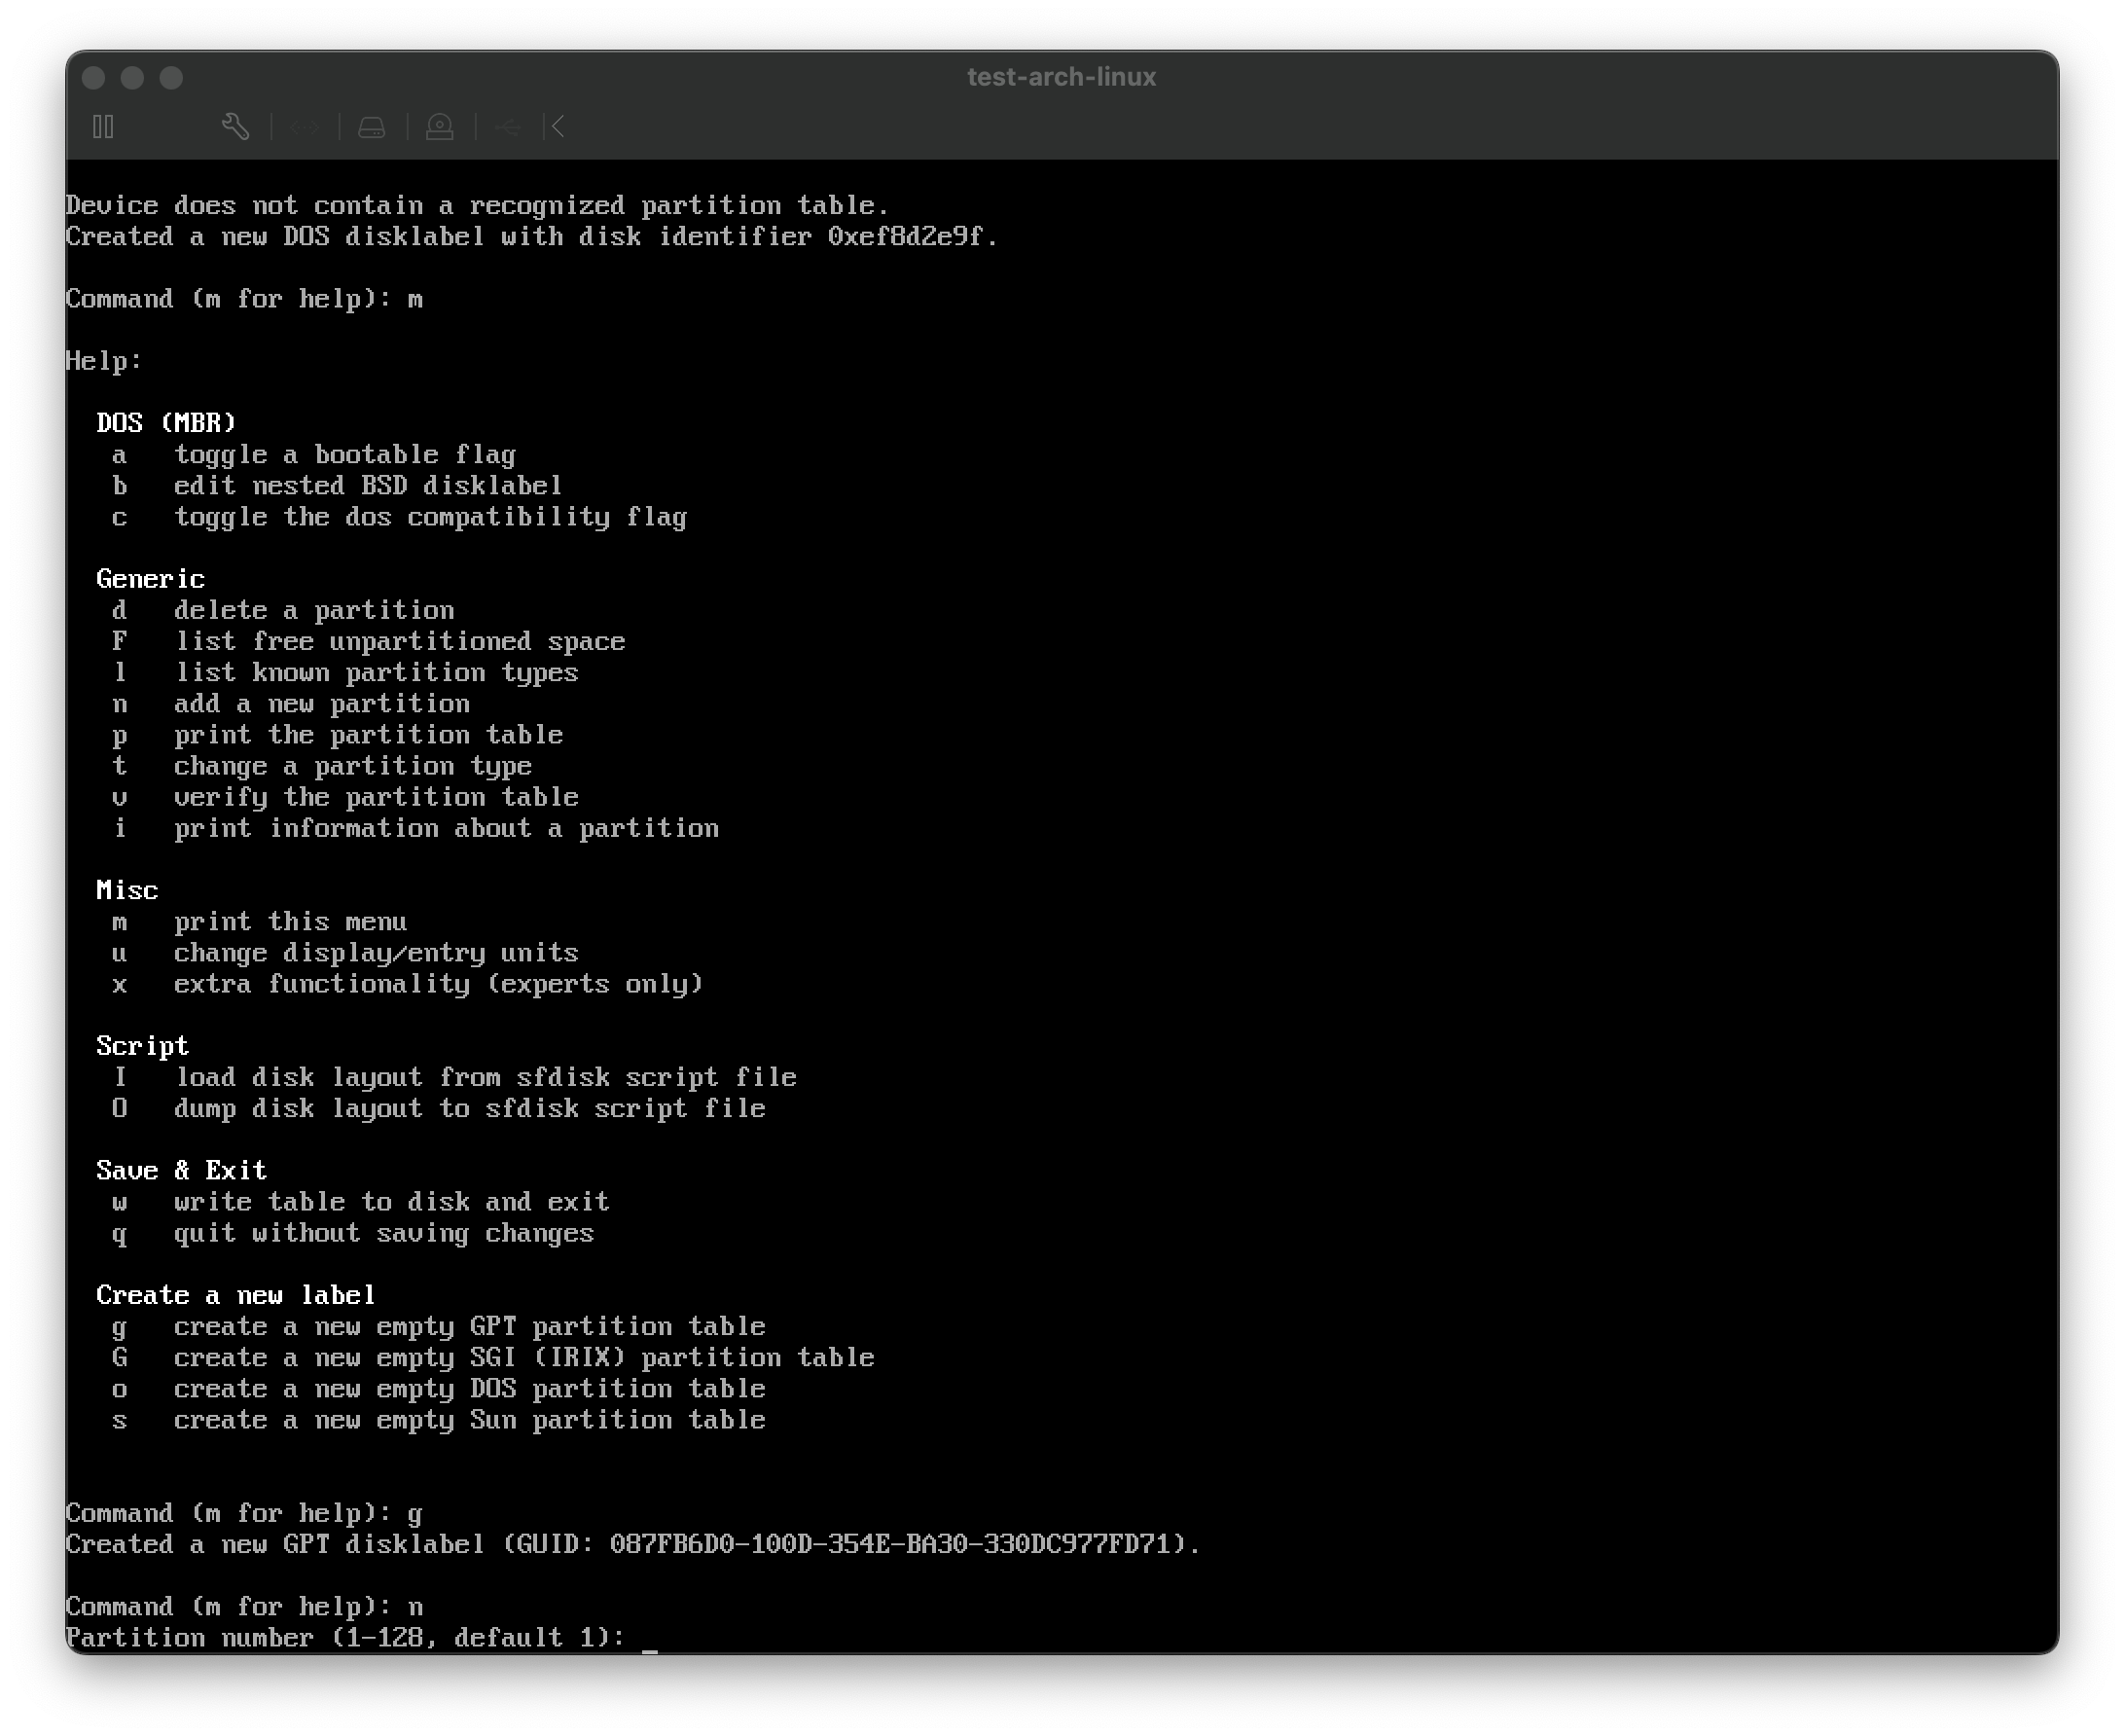 test-arch-linux
Device does not contain a recognized partition table.
Created a new DOS disklabel with disk identifier 0xef8d2e9f.
Command (m for help): m
Help:
DOS (MBR)
a   toggle a bootable flag
b   edit nested BSD disklabel
c   toggle the dos compatibility flag
Generic
d   delete a partition
F   list free unpartitioned space
l   list known partition types
n   add a new partition
p   print the partition table
t   change a partition type
v   verify the partition table
i   print information about a partition
Misc
m   print this menu
u   change display/entry units
x   extra functionality (experts only)
Script
I   load disk layout from sfdisk script file
O   dump disk layout to sfdisk script file
Save & Exit
w   write table to disk and exit
q   quit without saving changes
Create a new label
g   create a new empty GPT partition table
G   create a new empty SGI (IRIX) partition table
o   create a new empty DOS partition table
s   create a new empty Sun partition table
Command (m for help): g
Created a new GPT disklabel (GUID: 087FB6D0-100D-354E-BA30-330DC977FD71).
Command (m for help): n
Partition number (1-128, default 1): _